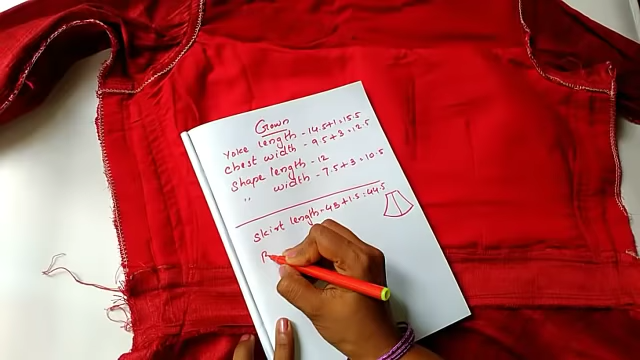 Gown
Yoke length - 14.5+1:15.5
Chest width - 9.5+3:12.5
Shape length - 12
" width - 7.5+3:10.5
Skirt length - 43+1.5:44.5